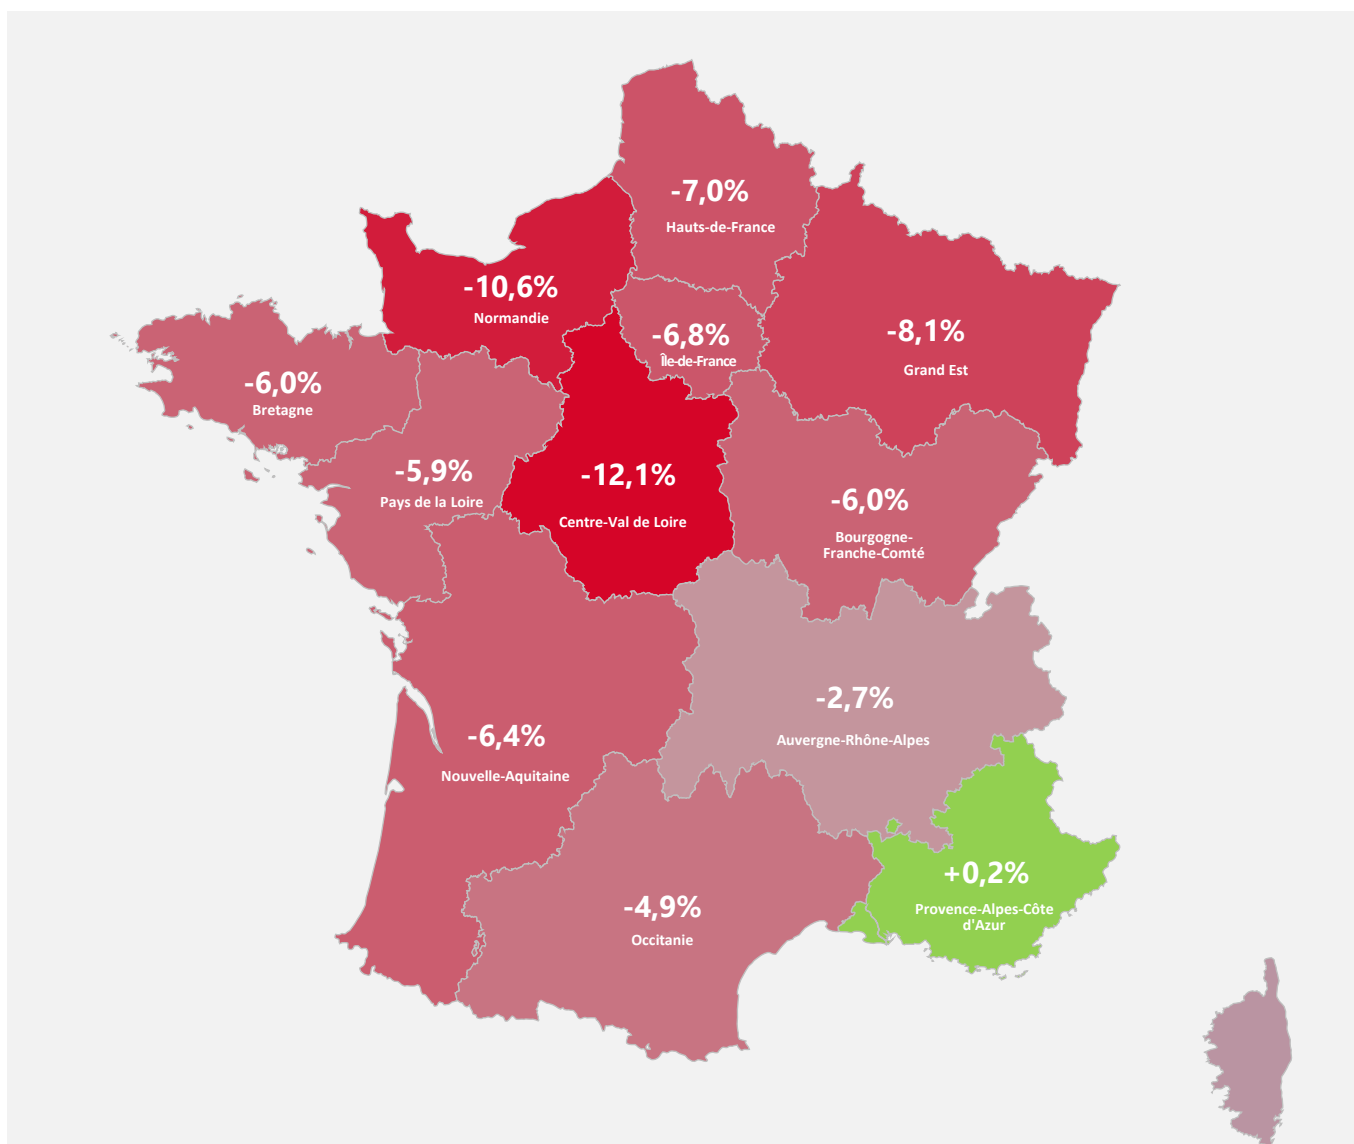 -7,0%
Hauts-de-France
-10,6%
Normandie
-6,8%
Île-de-France
-8,1%
Grand Est
-6,0%
Bretagne
-5,9%
Pays de la Loire
-12,1%
Centre-Val de Loire
-6,0%
Bourgogne-
Franche-Comté
-2,7%
Auvergne-Rhône-Alpes
-6,4%
Nouvelle-Aquitaine
+0,2%
Provence-Alpes-Côte
d'Azur
-4,9%
Occitanie